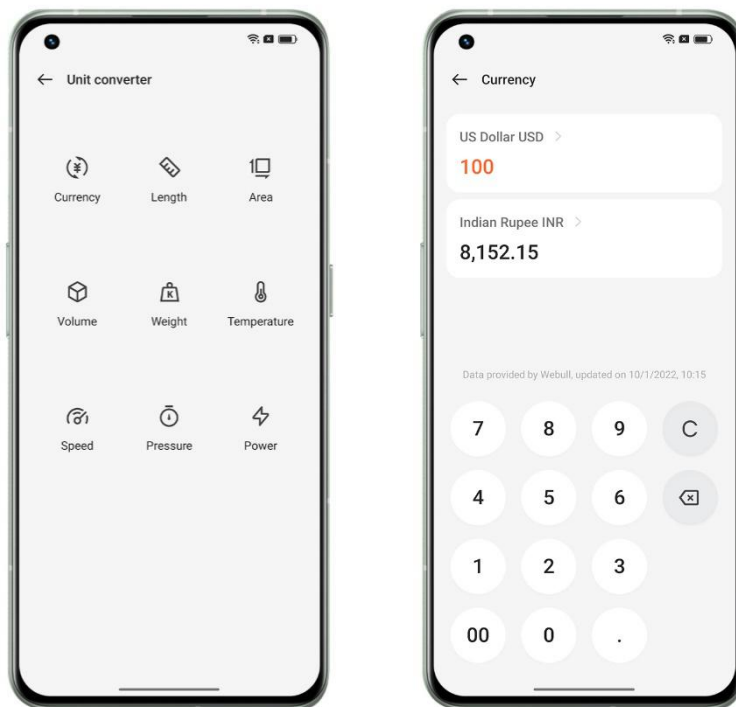 Unit converter
Currency
Length
Area
Volume
Weight
Temperature
Speed
Pressure
Power
Currency
US Dollar USD
100
Indian Rupee INR
8,152.15
Data provided by Webull, updated on 10/1/2022, 10:15
7 8 9 C
4 5 6
1 2 3
00 0 .